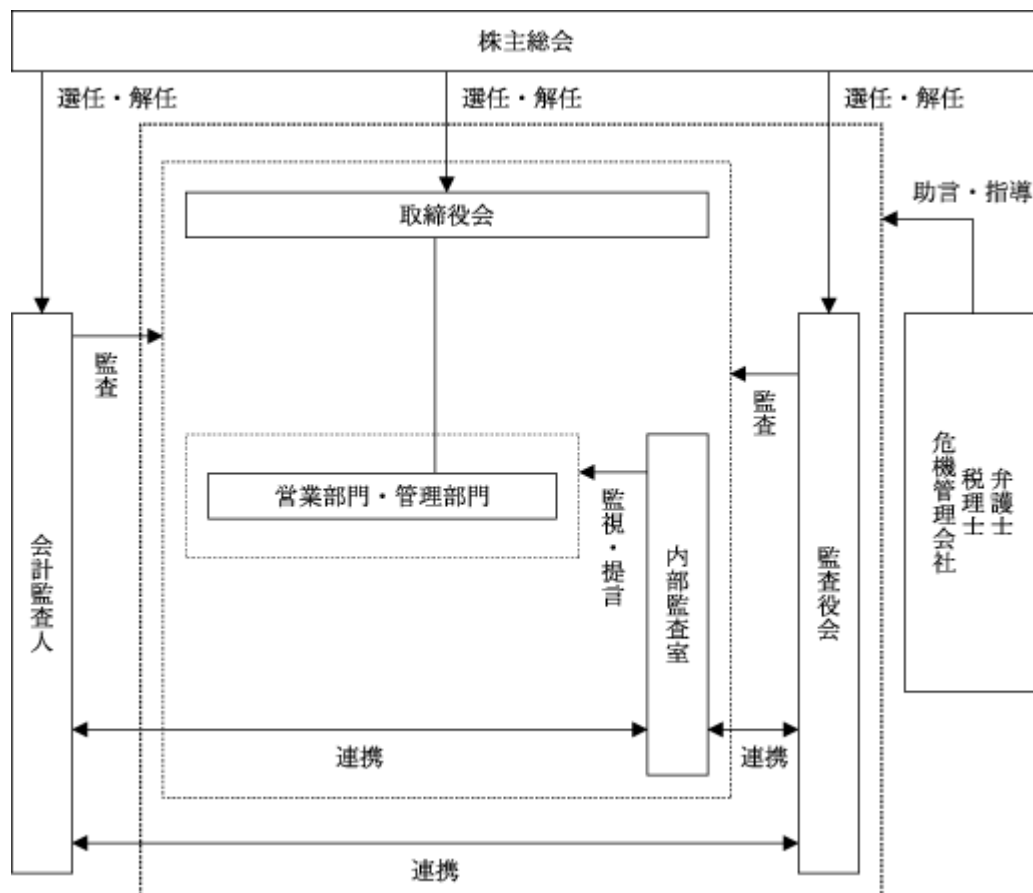 株主総会
選任・解任
選任・解任
選任・解任
助言・指導
取締役会
監査
監査
営業部門・管理部門
監視・提言
内部監査室
会計監査人
監査役会
弁護士
税理士
危機管理会社
連携
連携
連携